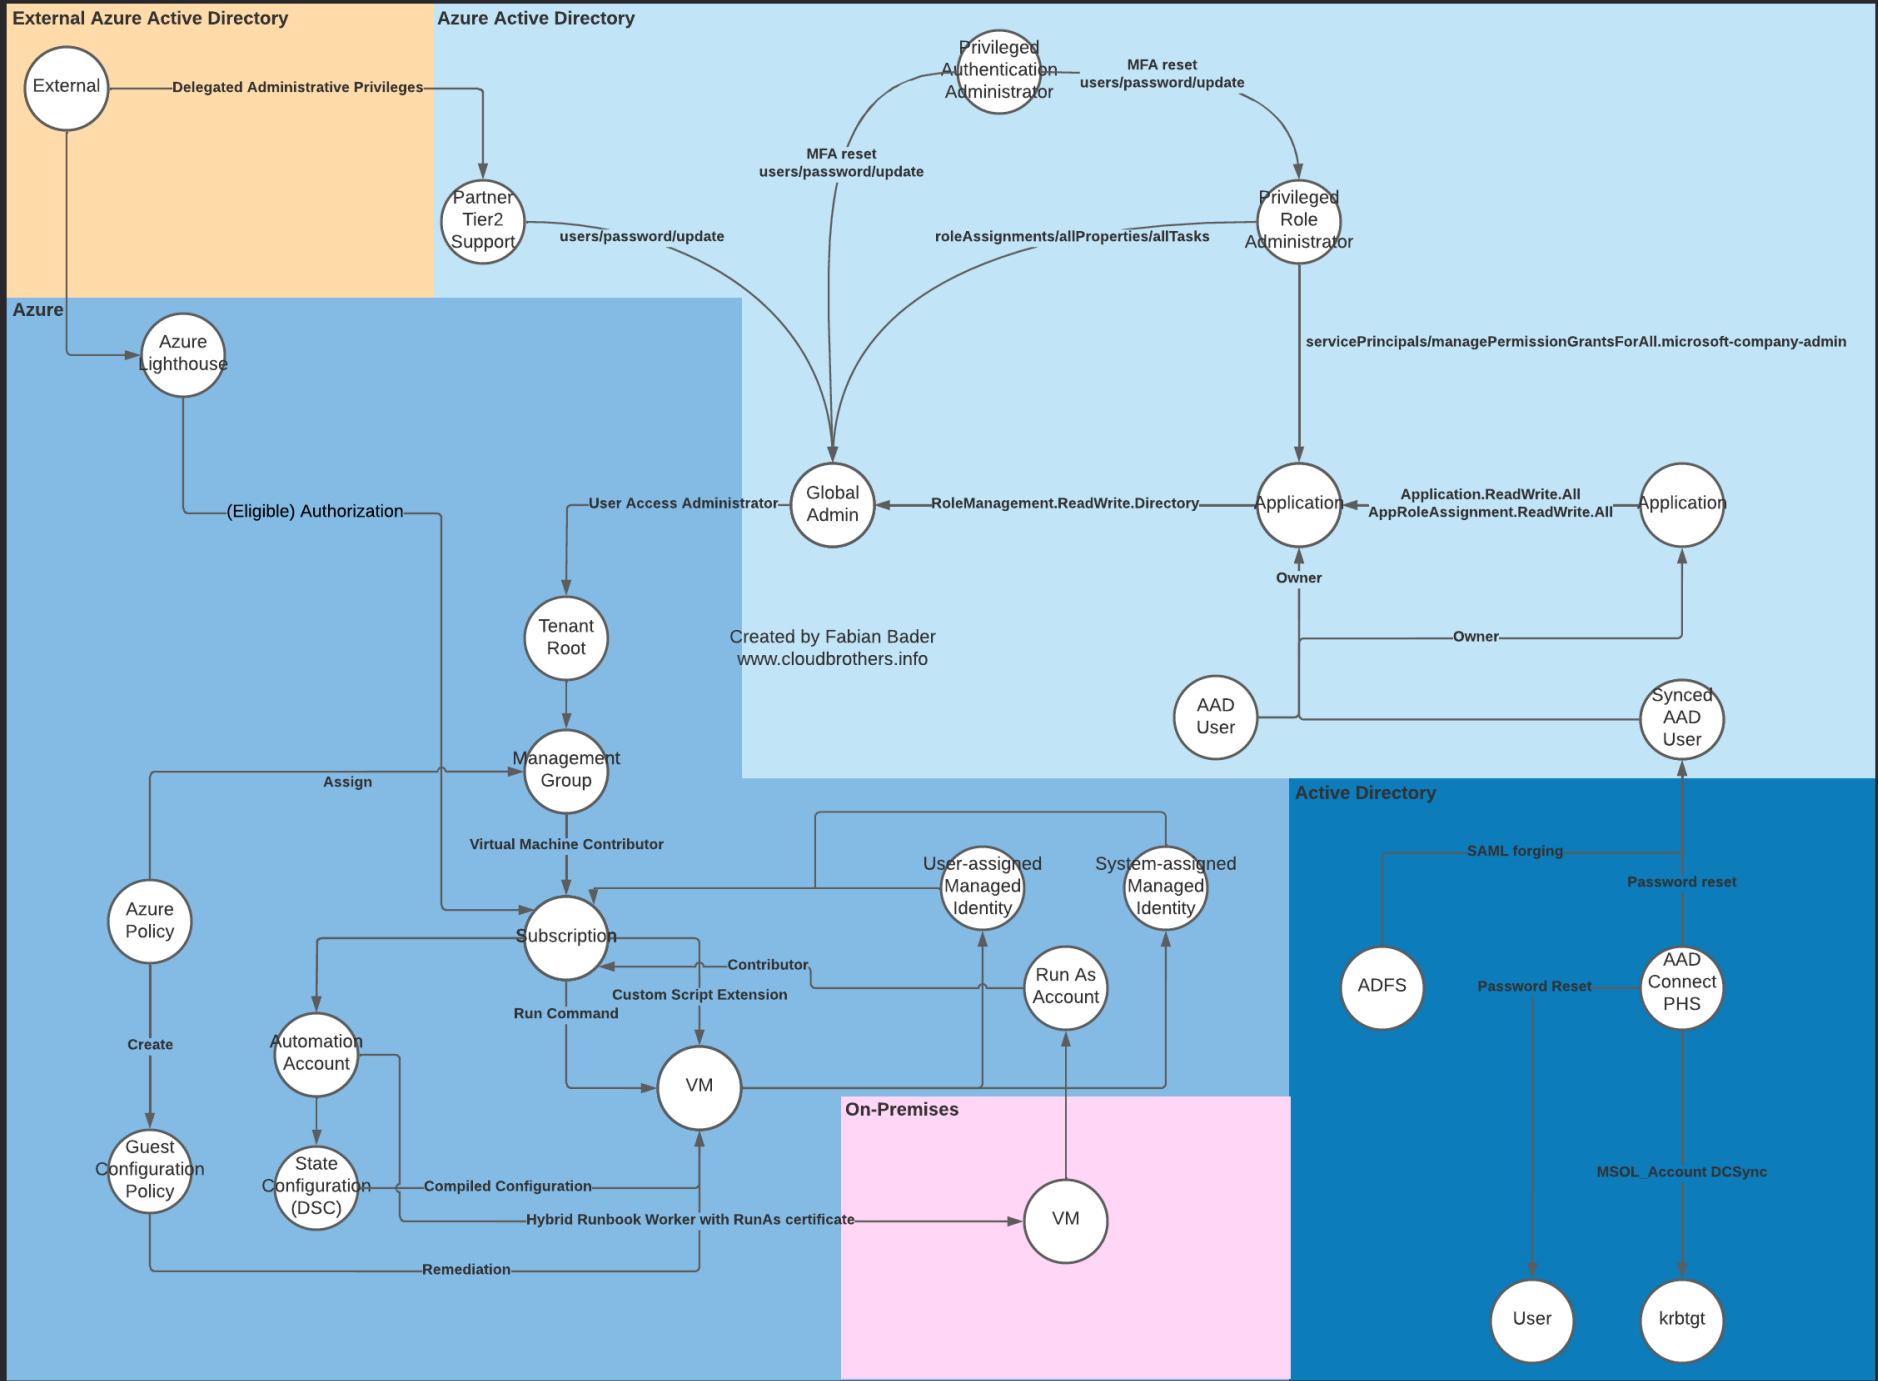 External Azure Active Directory
Azure Active Directory
External
Delegated Administrative Privileges
Privileged
Authentication
Administrator
MFA reset
users/password/update
MFA reset
users/password/update
Partner
Tier2
Support
users/password/update
roleAssignments/allProperties/allTasks
Privileged
Role
Administrator
Azure
Azure
Lighthouse
servicePrincipals/managePermissionGrantsForAll.microsoft-company-admin
(Eligible) Authorization
User Access Administrator
Global
Admin
RoleManagement.ReadWrite.Directory
Application
Application.ReadWrite.All
AppRoleAssignment.ReadWrite.All
Application
Owner
Owner
Tenant
Root
Created by Fabian Bader
www.cloudbrothers.info
AAD
User
Synced
AAD
User
Management
Group
Assign
Active Directory
Virtual Machine Contributor
SAML forging
Password reset
User-assigned
Managed
Identity
System-assigned
Managed
Identity
Azure
Policy
Subscription
Contributor
Run As
Account
Custom Script Extension
Run Command
ADFS
Password Reset
AAD
Connect
PHS
Create
Automation
Account
VM
On-Premises
Guest
Configuration
Policy
State
Configuration
(DSC)
Compiled Configuration
MSOL_Account DCSync
Hybrid Runbook Worker with RunAs certificate
VM
Remediation
User
krbtgt